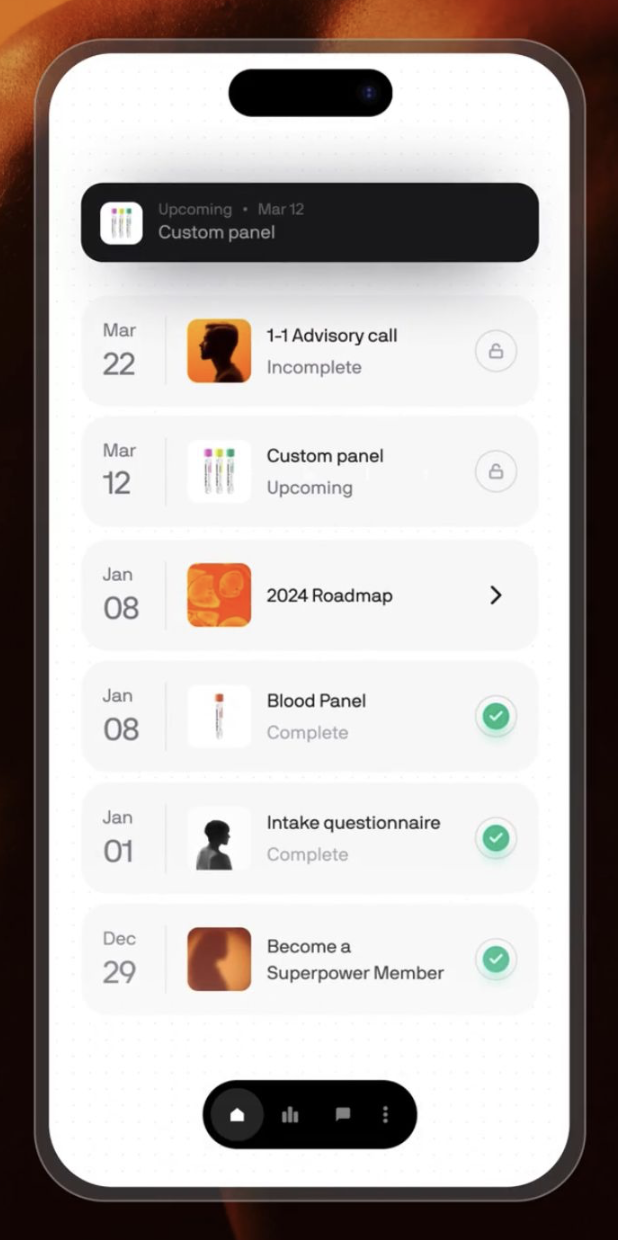 Upcoming • Mar 12
Custom panel
Mar
22
1-1 Advisory call
Incomplete
Mar
12
Custom panel
Upcoming
Jan
08
2024 Roadmap
Jan
08
Blood Panel
Complete
Jan
01
Intake questionnaire
Complete
Dec
29
Become a
Superpower Member